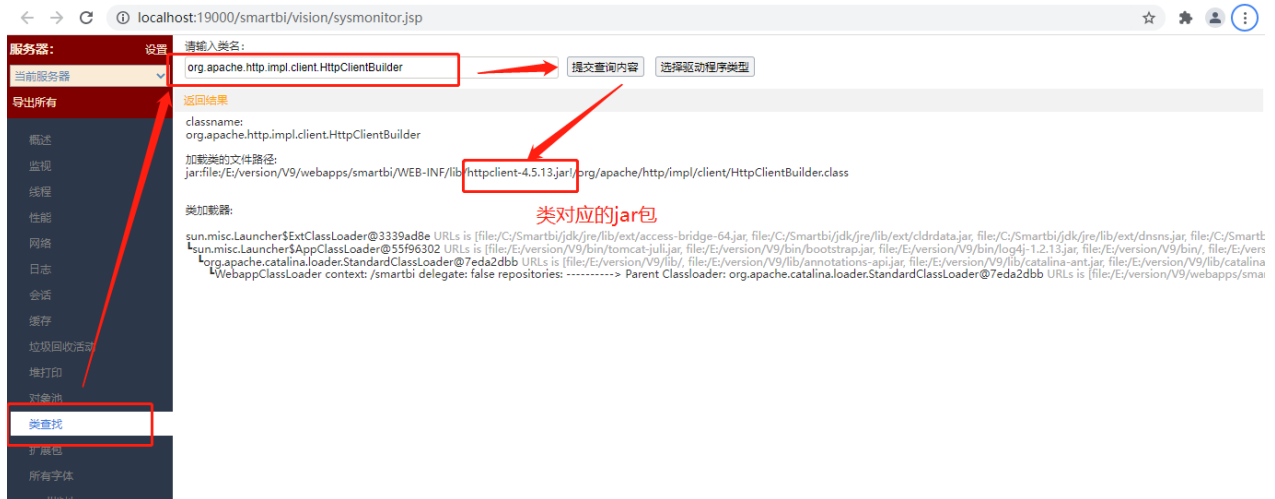 localhost:19000/smartbi/vision/sysmonitor.jsp
服务器：
设置
当前服务器
导出所有
概述
监视
线程
性能
网络
日志
会话
缓存
垃圾回收活动
堆打印
对象池
类查找
扩展包
所有字体
请输入类名：
org.apache.http.impl.client.HttpClientBuilder
提交查询内容
选择驱动程序类型
返回结果
classname:
org.apache.http.impl.client.HttpClientBuilder
加载类的文件路径:
jar:file:/E:/version/V9/webapps/smartbi/WEB-INF/lib/httpclient-4.5.13.jar!/org/apache/http/impl/client/HttpClientBuilder.class
类对应的jar包
类加载器:
sun.misc.Launcher$ExtClassLoader@3339ad8e URLs is [file:/C:/Smartbi/jdk/jre/lib/ext/access-bridge-64.jar, file:/C:/Smartbi/jdk/jre/lib/ext/cldrdata.jar, file:/C:/Smartbi/jdk/jre/lib/ext/dnsns.jar, file:/C:/Smartb
┗sun.misc.Launcher$AppClassLoader@55f96302 URLs is [file:/E:/version/V9/bin/tomcat-juli.jar, file:/E:/version/V9/bin/bootstrap.jar, file:/E:/version/V9/bin/log4j-1.2.13.jar, file:/E:/version/V9/bin/, file:/E:/vers
┗org.apache.catalina.loader.StandardClassLoader@7eda2dbb URLs is [file:/E:/version/V9/lib/, file:/E:/version/V9/lib/annotations-api.jar, file:/E:/version/V9/lib/catalina-ant.jar, file:/E:/version/V9/lib/catalina
┗WebappClassLoader context: /smartbi delegate: false repositories: ----------> Parent Classloader: org.apache.catalina.loader.StandardClassLoader@7eda2dbb URLs is [file:/E:/version/V9/webapps/smar